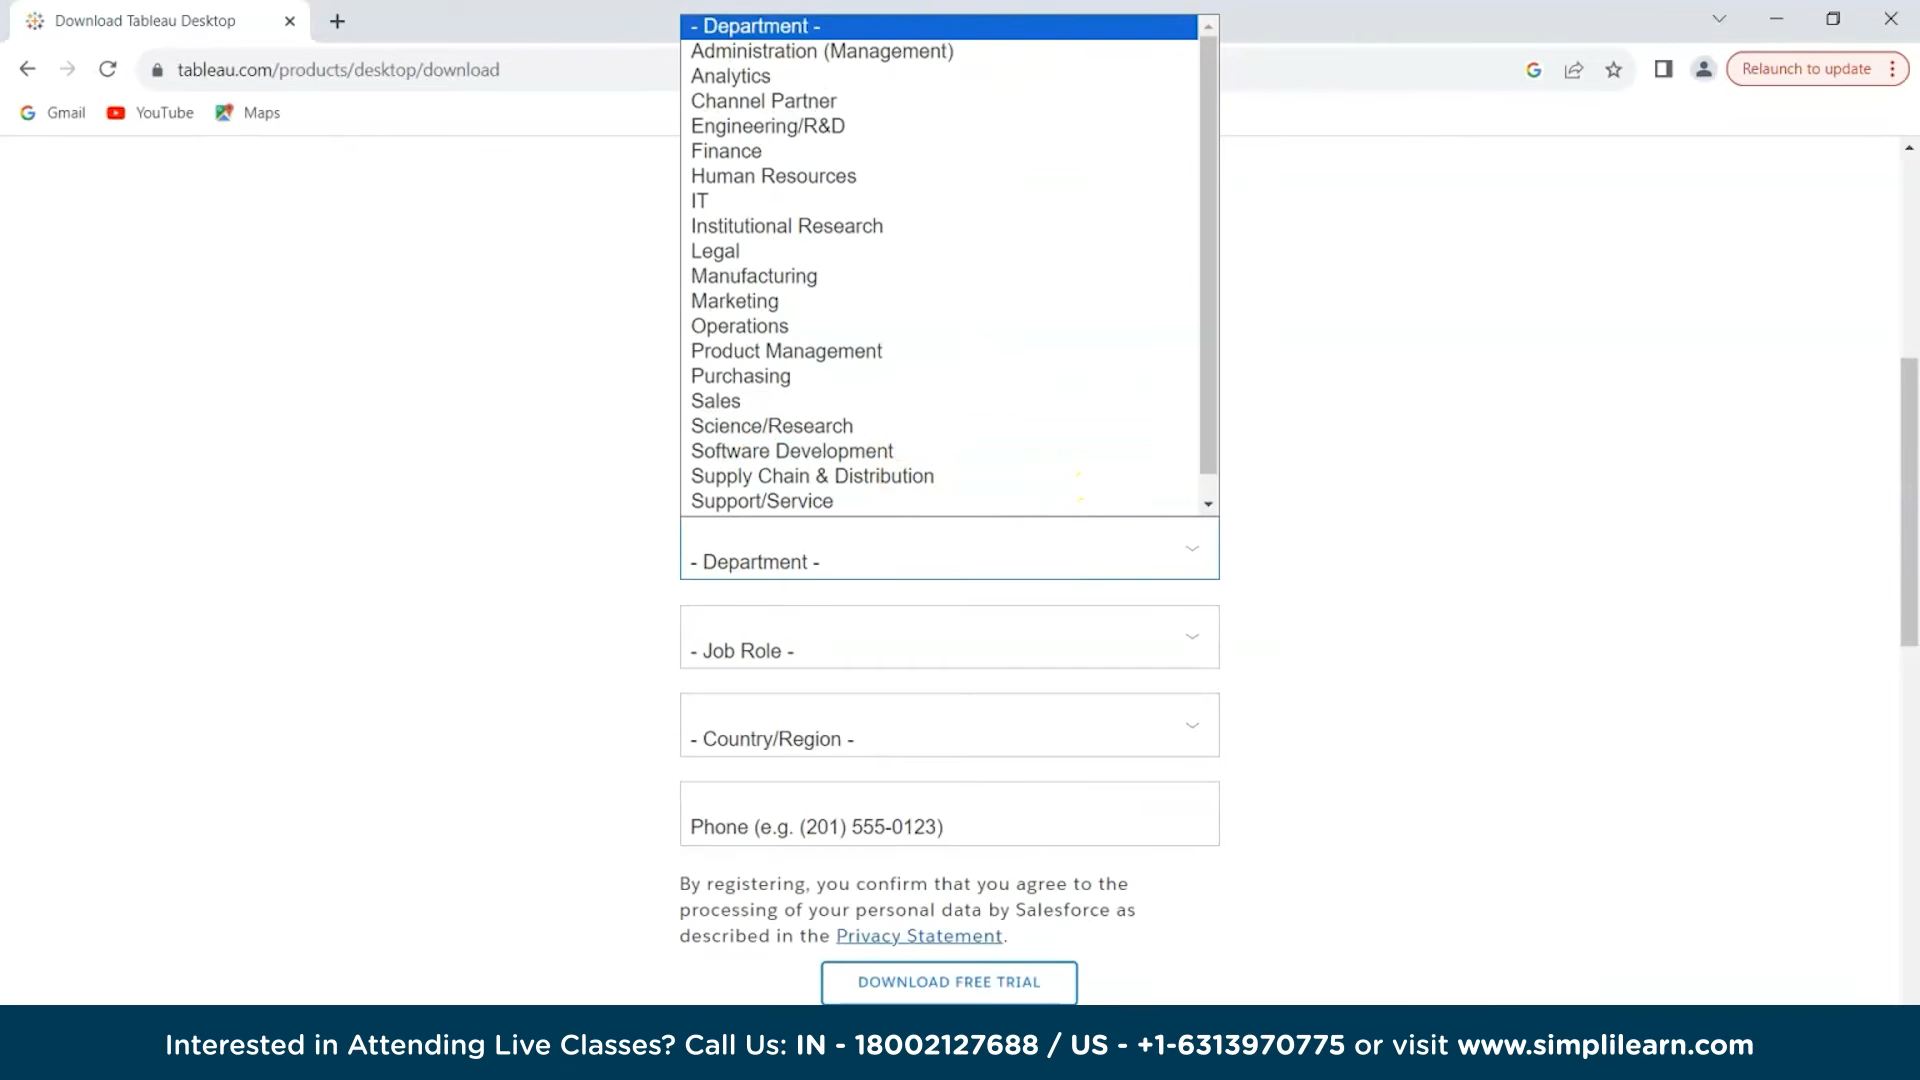 Download Tableau Desktop
tableau.com/products/desktop/download
Relaunch to update
Gmail
YouTube
Maps
- Department -
Administration (Management)
Analytics
Channel Partner
Engineering/R&D
Finance
Human Resources
IT
Institutional Research
Legal
Manufacturing
Marketing
Operations
Product Management
Purchasing
Sales
Science/Research
Software Development
Supply Chain & Distribution
Support/Service
- Department -
- Job Role -
- Country/Region -
Phone (e.g. (201) 555-0123)
By registering, you confirm that you agree to the
processing of your personal data by Salesforce as
described in the Privacy Statement.
DOWNLOAD FREE TRIAL
Interested in Attending Live Classes? Call Us: IN - 18002127688 / US - +1-6313970775 or visit www.simplilearn.com